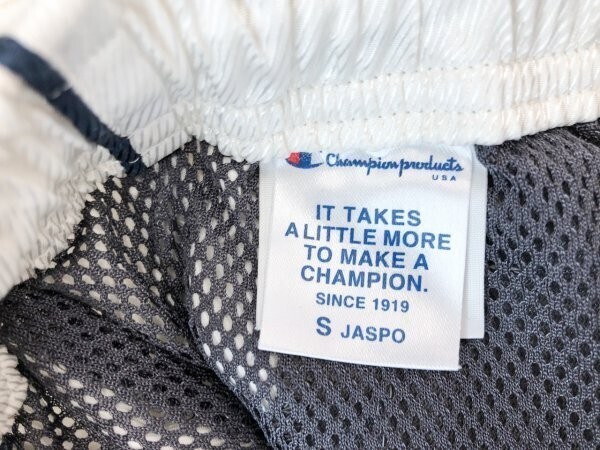 Champion products
USA
IT TAKES
A LITTLE MORE
TO MAKE A
CHAMPION.
SINCE 1919
S JASPO